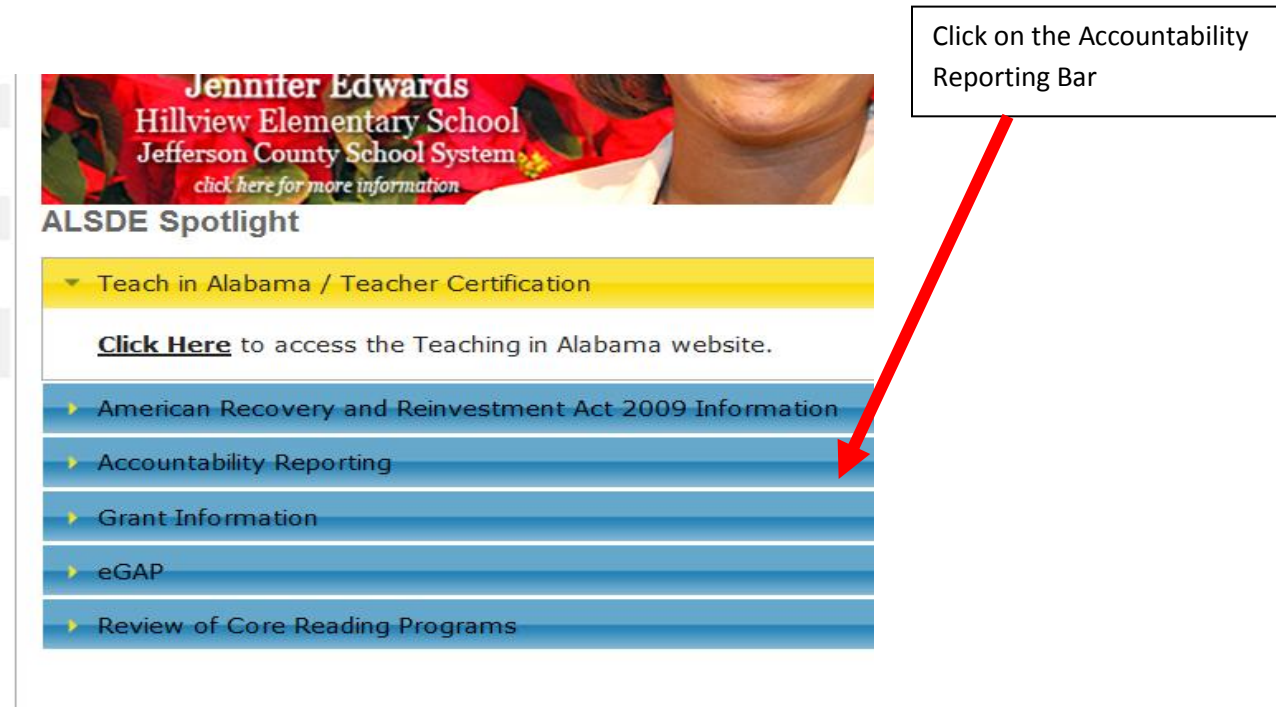 Click on the Accountability
Reporting Bar
Jennifer Edwards
Hillview Elementary School
Jefferson County School System
click here for more information
ALSDE Spotlight
Teach in Alabama / Teacher Certification
Click Here to access the Teaching in Alabama website.
American Recovery and Reinvestment Act 2009 Information
Accountability Reporting
Grant Information
eGAP
Review of Core Reading Programs